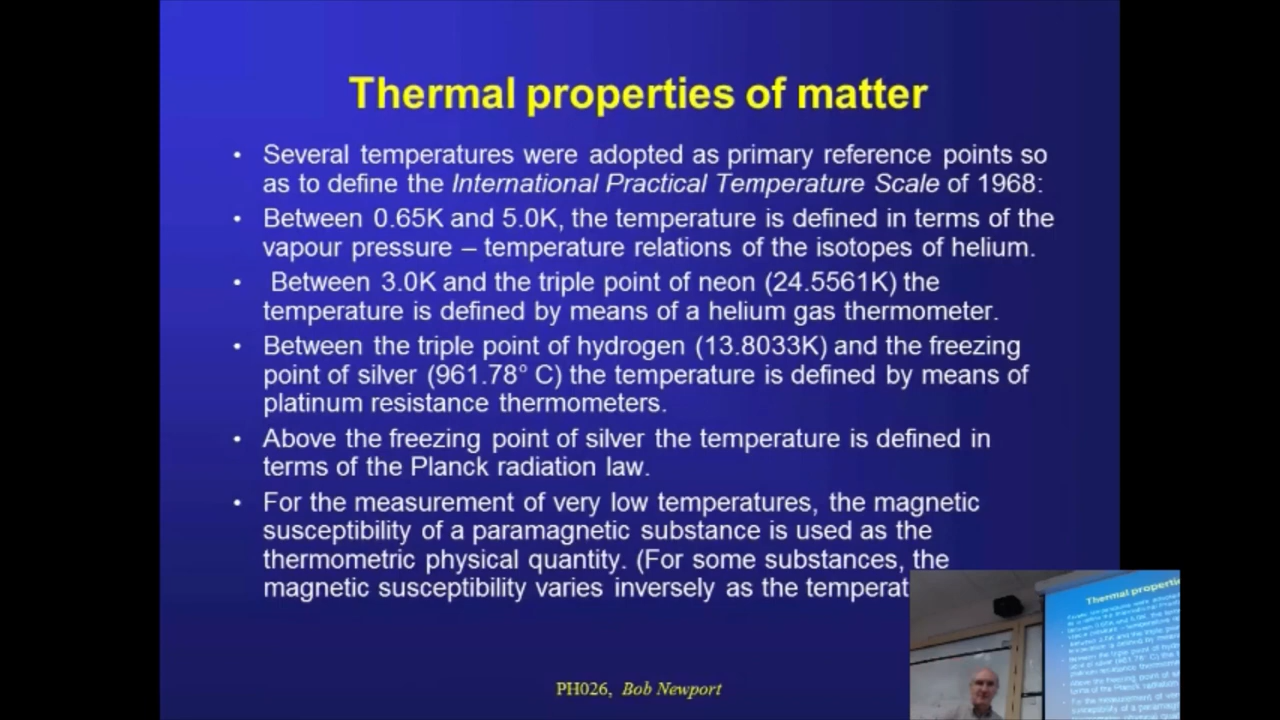 Thermal properties of matter
• Several temperatures were adopted as primary reference points so
as to define the International Practical Temperature Scale of 1968:
• Between 0.65K and 5.0K, the temperature is defined in terms of the
vapour pressure – temperature relations of the isotopes of helium.
• Between 3.0K and the triple point of neon (24.5561K) the
temperature is defined by means of a helium gas thermometer.
• Between the triple point of hydrogen (13.8033K) and the freezing
point of silver (961.78° C) the temperature is defined by means of
platinum resistance thermometers.
• Above the freezing point of silver the temperature is defined in
terms of the Planck radiation law.
• For the measurement of very low temperatures, the magnetic
susceptibility of a paramagnetic substance is used as the
thermometric physical quantity. (For some substances, the
magnetic susceptibility varies inversely as the temperat
PH026, Bob Newport
Thermal properti